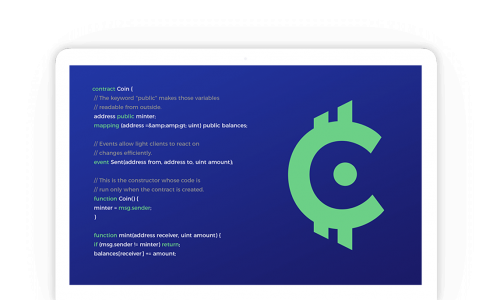 contract Coin {
// The keyword "public" makes those variables
// readable from outside.
address public minter;
mapping (address =&amp;amp;gt; uint) public balances;
// Events allow light clients to react on
// changes efficiently.
event Sent(address from, address to, uint amount);
// This is the constructor whose code is
// run only when the contract is created.
function Coin() {
minter = msg.sender;
}
function mint(address receiver, uint amount) {
if (msg.sender != minter) return;
balances[receiver] += amount;